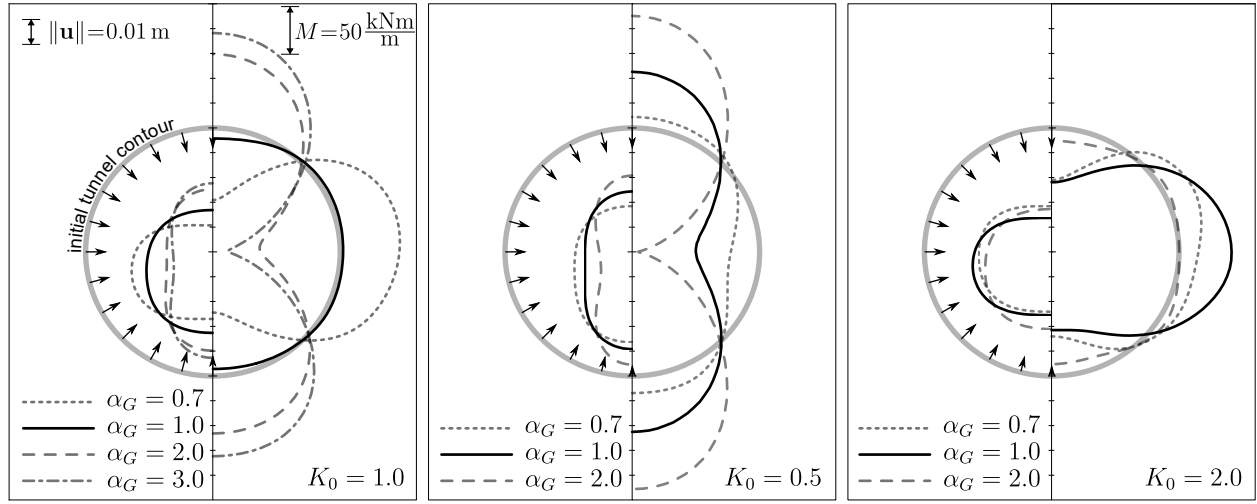 ‖u‖=0.01 m
M=50 kNm/m
initial tunnel contour
α_G = 0.7
α_G = 1.0
α_G = 2.0
α_G = 3.0
K_0 = 1.0
α_G = 0.7
α_G = 1.0
α_G = 2.0
K_0 = 0.5
α_G = 0.7
α_G = 1.0
α_G = 2.0
K_0 = 2.0